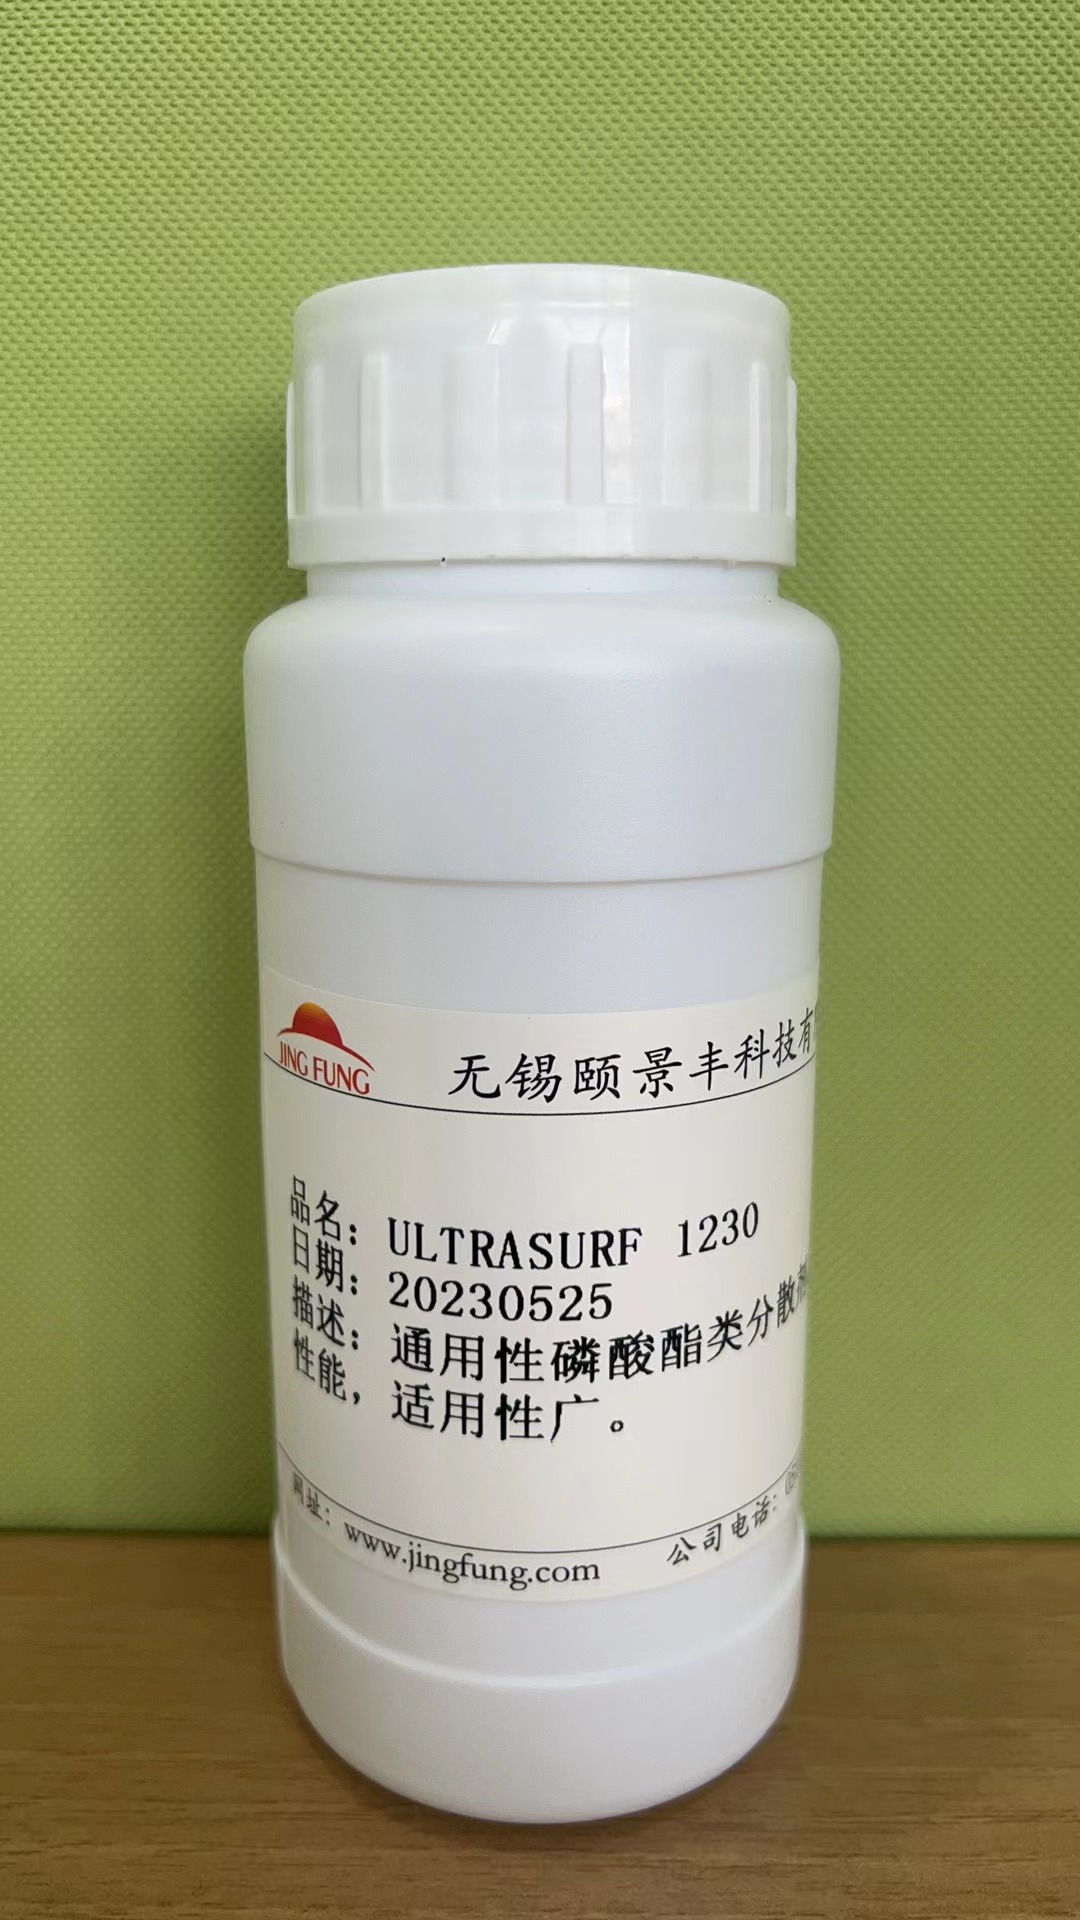 JING FUNG
无锡颐景丰科技有
品名：ULTRASURF 1230
日期：20230525
描述：通用性磷酸酯类分散剂
性能，适用性广。
网址：www.jingfung.com
公司电话：